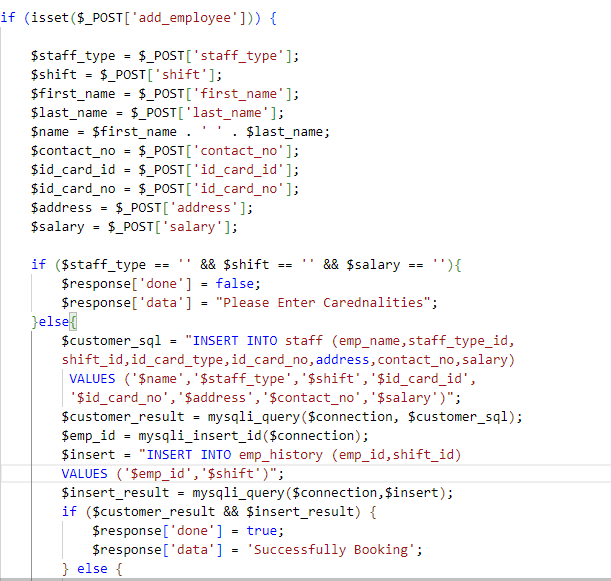 if (isset($_POST['add_employee'])) {
$staff_type = $_POST['staff_type'];
$shift = $_POST['shift'];
$first_name = $_POST['first_name'];
$last_name = $_POST['last_name'];
$name = $first_name . ' ' . $last_name;
$contact_no = $_POST['contact_no'];
$id_card_id = $_POST['id_card_id'];
$id_card_no = $_POST['id_card_no'];
$address = $_POST['address'];
$salary = $_POST['salary'];
if ($staff_type == '' && $shift == '' && $salary == ''){
$response['done'] = false;
$response['data'] = "Please Enter Carednalities";
}else{
$customer_sql = "INSERT INTO staff (emp_name,staff_type_id,
shift_id,id_card_type,id_card_no,address,contact_no,salary)
VALUES ('$name','$staff_type','$shift','$id_card_id',
'$id_card_no','$address','$contact_no','$salary')";
$customer_result = mysqli_query($connection, $customer_sql);
$emp_id = mysqli_insert_id($connection);
$insert = "INSERT INTO emp_history (emp_id,shift_id)
VALUES ('$emp_id','$shift')";
$insert_result = mysqli_query($connection,$insert);
if ($customer_result && $insert_result) {
$response['done'] = true;
$response['data'] = 'Successfully Booking';
} else {